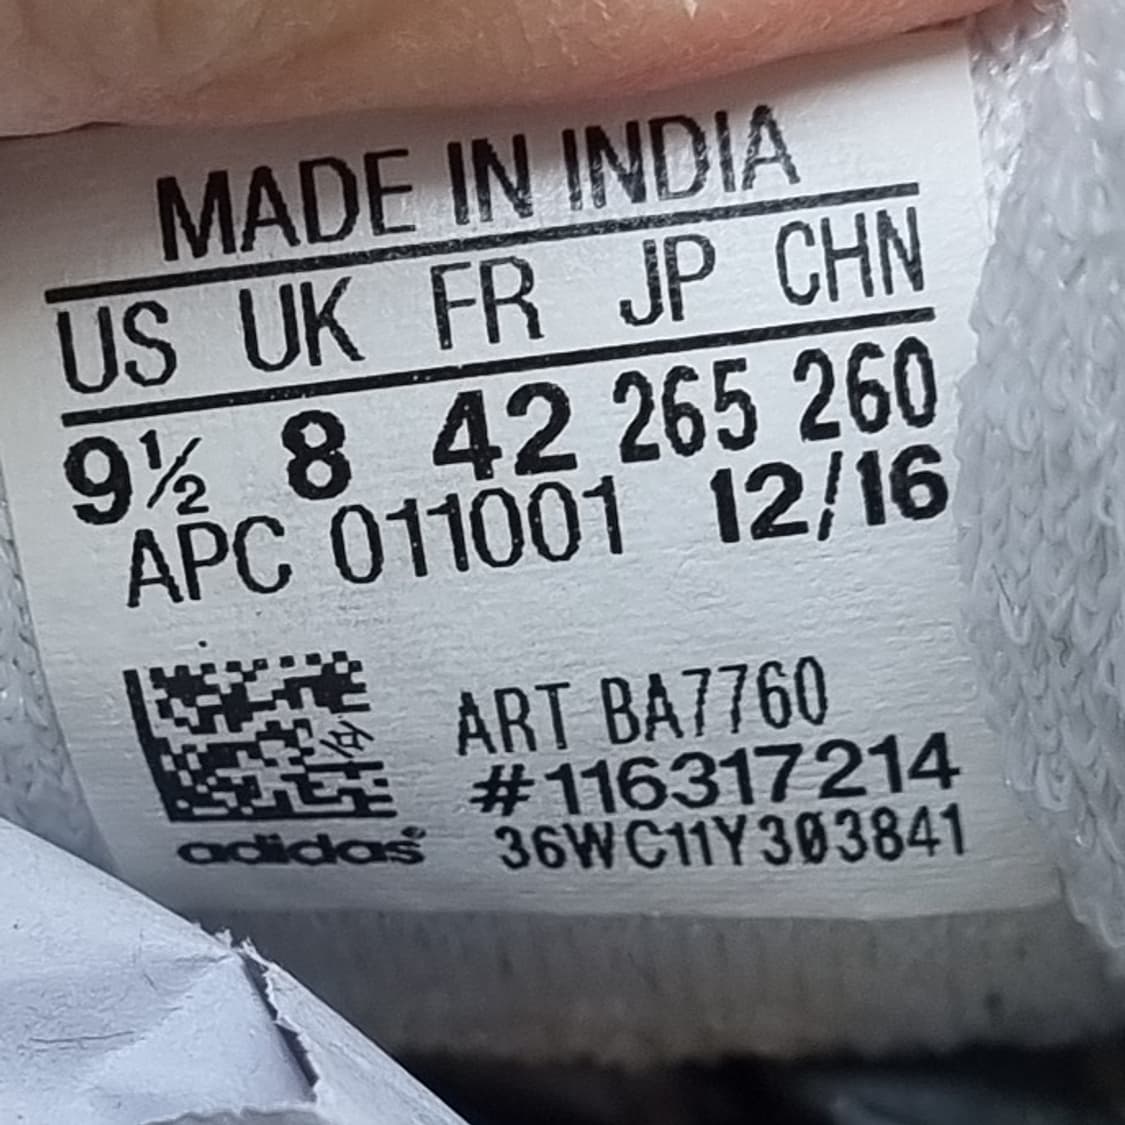 MADE IN INDIA
US UK FR JP CHN
9½ 8 42 265 260
APC 011001 12/16
ART BA7760
#116317214
adidas® 36WC11Y303841